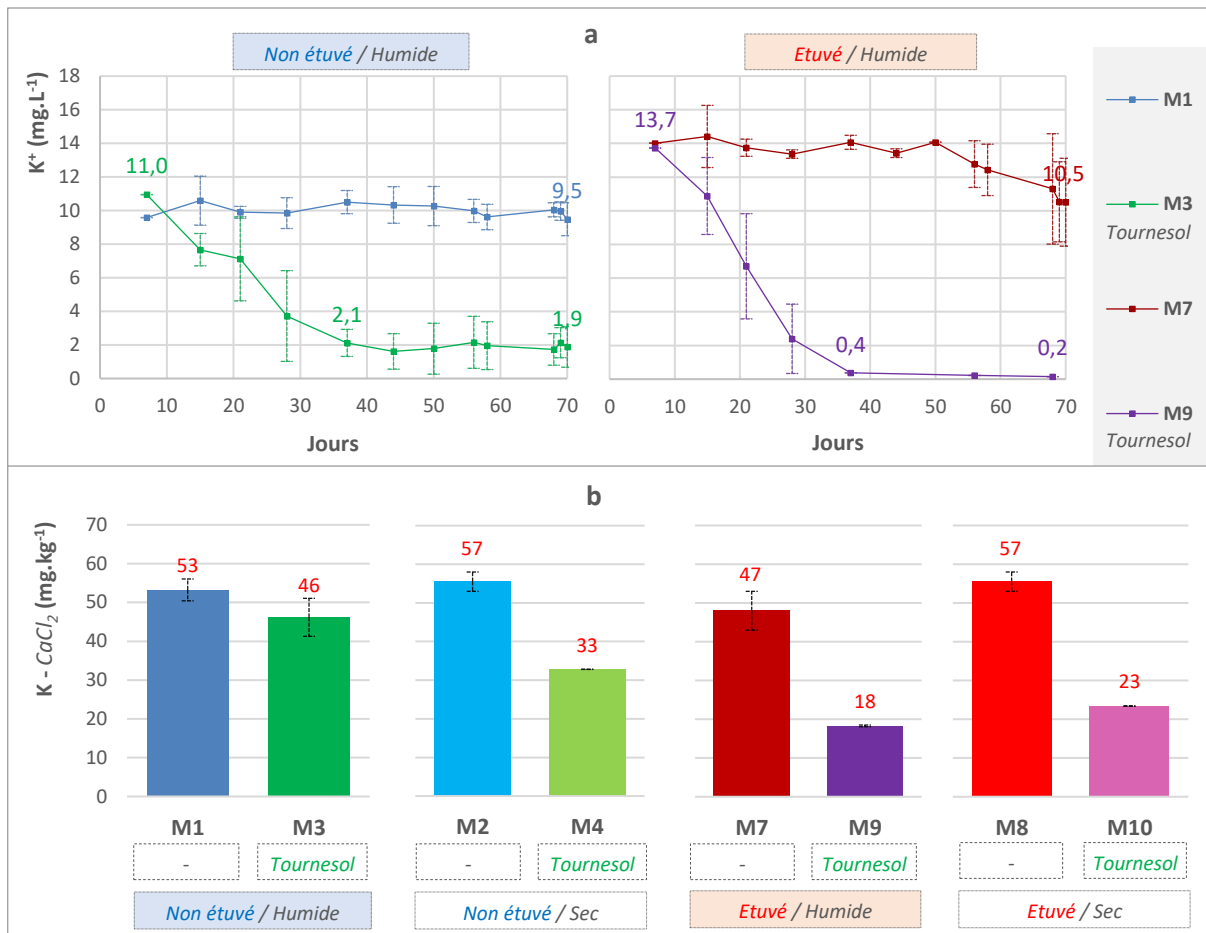 a
Non étuvé / Humide
Etuvé / Humide
K⁺ (mg.L⁻¹)
18
16
14
12
10
8
6
4
2
0
11,0
2,1
9,5
1,9
0 10 20 30 40 50 60 70
Jours
13,7
0,4
10,5
0,2
0 10 20 30 40 50 60 70
Jours
M1
M3
Tournesol
M7
M9
Tournesol
b
K - CaCl₂ (mg.kg⁻¹)
70
60
50
40
30
20
10
0
53 46 57 33 47 18 57 23
M1 M3 M2 M4 M7 M9 M8 M10
- Tournesol - Tournesol - Tournesol - Tournesol
Non étuvé / Humide Non étuvé / Sec Etuvé / Humide Etuvé / Sec